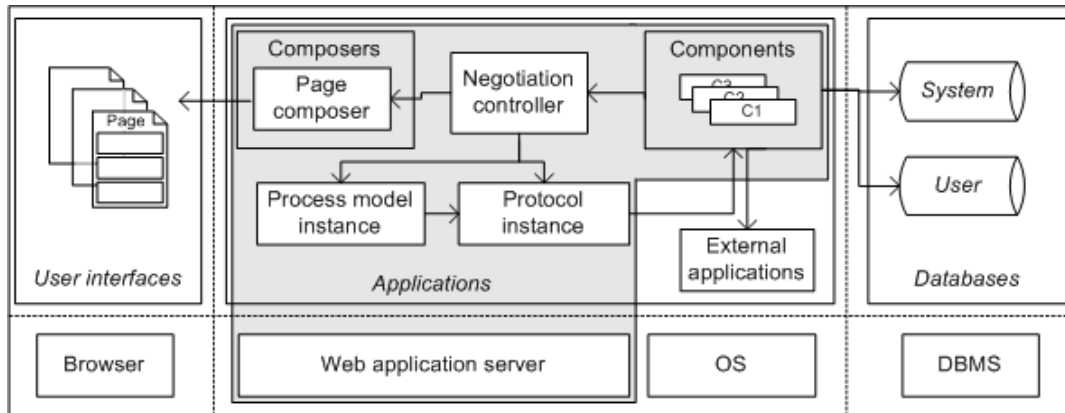 Composers
Page
composer
Negotiation
controller
Components
C3
C2
C1
System
Page
User
Process model
instance
Protocol
instance
External
applications
User interfaces
Applications
Databases
Browser
Web application server
OS
DBMS